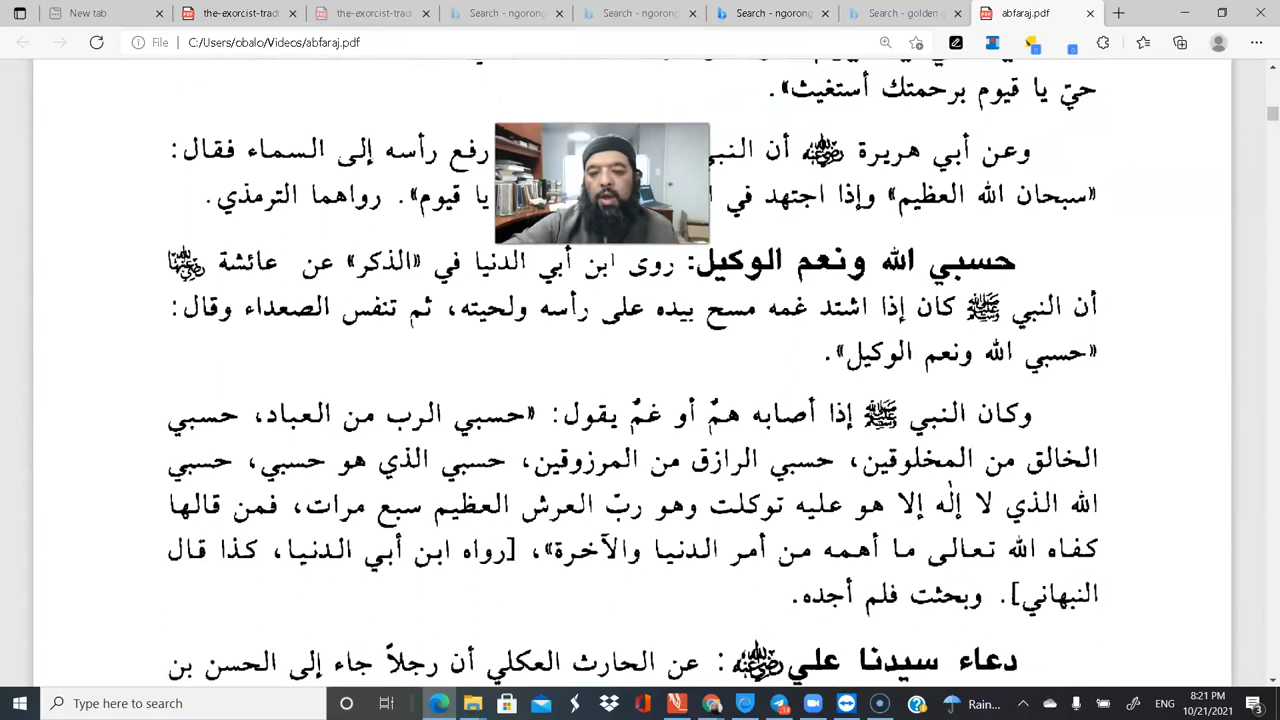 New tab
the-exorcist-trad
the-exorcist-trad
Search - ngorong
Search - ngorong
Search - ngorong
Search - golden g
abfaraj.pdf
File
C:/Users/obalo/Videos/abfaraj.pdf
حيّ يا قيوم برحمتك أستغيث».
وعن أبي هريرة رضي الله عنه أن النبي رفع رأسه إلى السماء فقال:
«سبحان الله العظيم» وإذا اجتهد في يا قيوم». رواهما الترمذي.
حسبي الله ونعم الوكيل: روى ابن أبي الدنيا في «الذكر» عن عائشة رضي الله عنها
أن النبي ﷺ كان إذا اشتد غمه مسح بيده على رأسه ولحيته، ثم تنفس الصعداء وقال:
«حسبي الله ونعم الوكيل».
وكان النبي ﷺ إذا أصابه همٌ أو غمٌ يقول: «حسبي الرب من العباد، حسبي
الخالق من المخلوقين، حسبي الرازق من المرزوقين، حسبي الذي هو حسبي، حسبي
الله الذي لا إلٰه إلا هو عليه توكلت وهو ربّ العرش العظيم سبع مرات، فمن قالها
كفاه الله تعالى ما أهمه من أمر الدنيا والآخرة»، [رواه ابن أبي الدنيا، كذا قال
النبهاني]. وبحثت فلم أجده.
دعاء سيدنا علي رضي الله عنه: عن الحارث العكلي أن رجلاً جاء إلى الحسن بن
Type here to search
14
Rain...
ENG
8:21 PM
10/21/2021